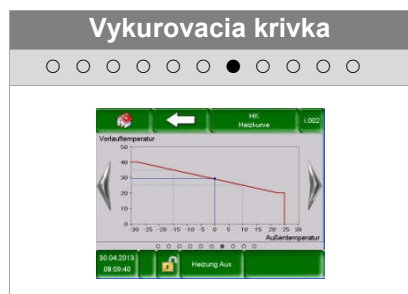 Vykurovacia krivka
HK
Heizkurve
i.002
Vorlauftemperatur
50
40
30
20
10
0
-30 -25 -20 -15 -10 -5 0 5 10 15 20 25 30
Außentemperatur
30.04.2013
08:09:40
Heizung Aus